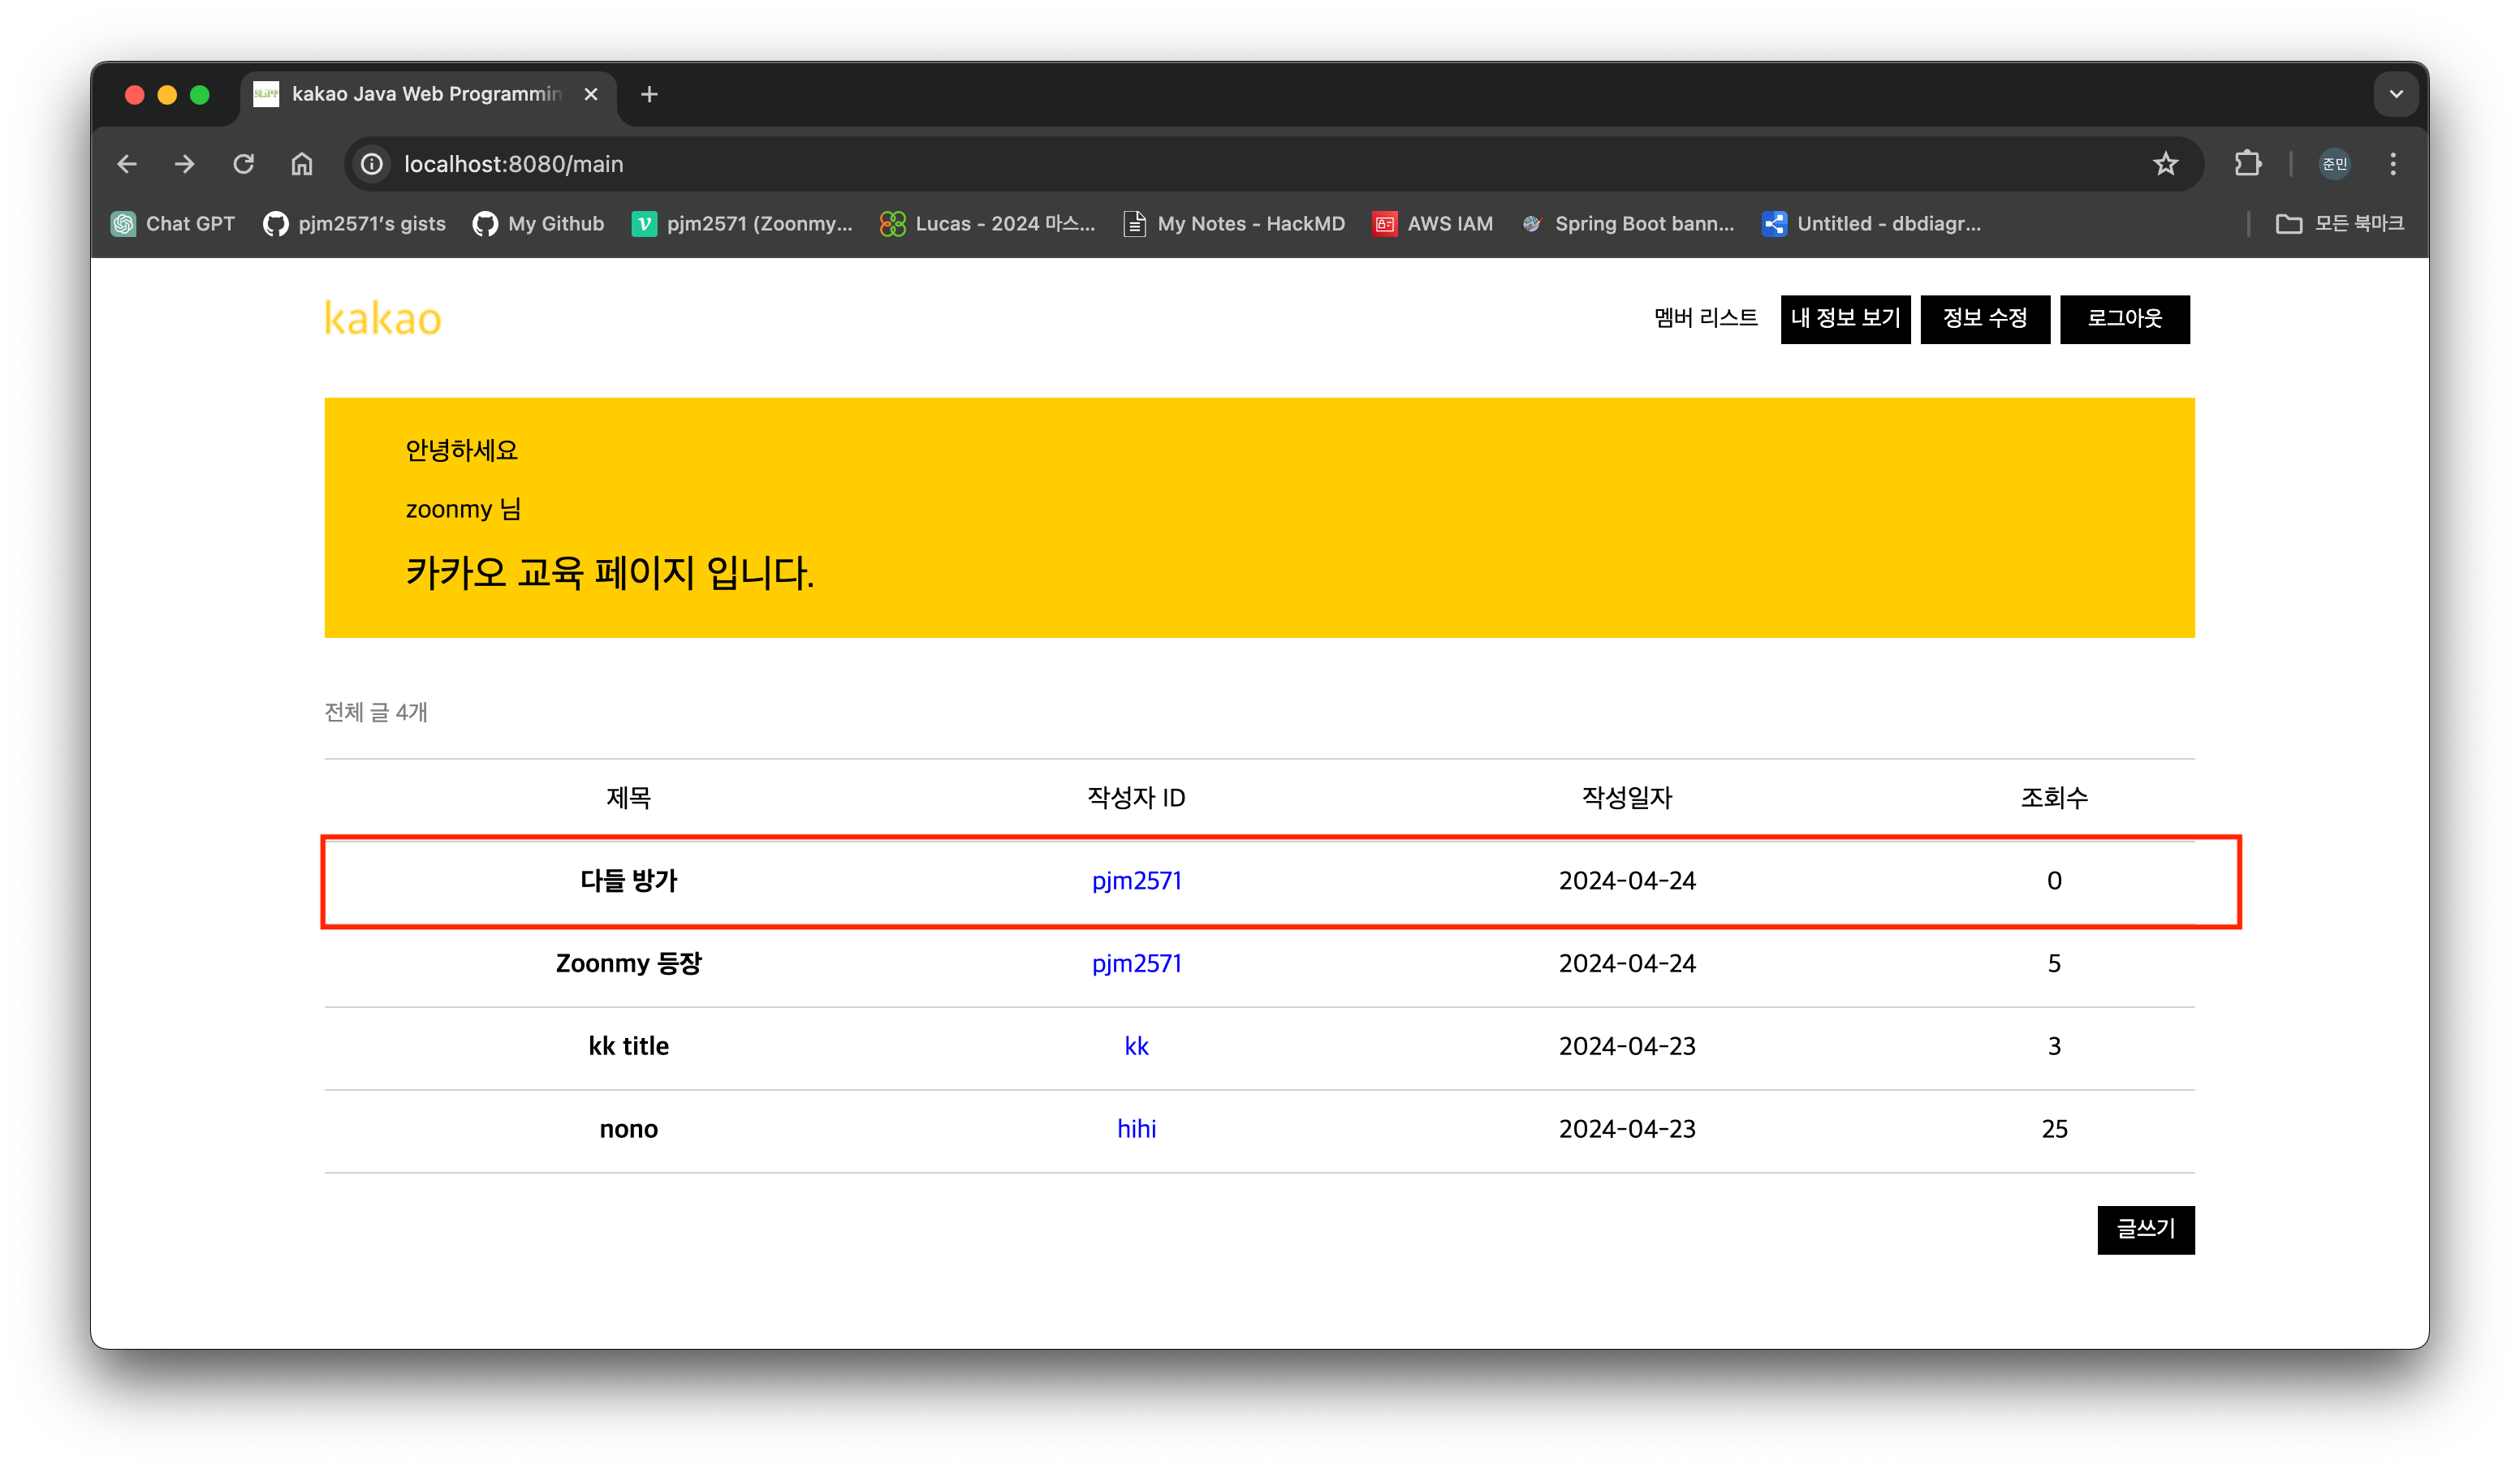 kakao Java Web Programmin
localhost:8080/main
준민
Chat GPT pjm2571's gists My Github pjm2571 (Zoonmy... Lucas - 2024 마스... My Notes - HackMD AWS IAM Spring Boot bann... Untitled - dbdiagr... 모든 북마크
kakao 멤버 리스트 내 정보 보기 정보 수정 로그아웃
안녕하세요
zoonmy 님
카카오 교육 페이지 입니다.
전체 글 4개
제목 작성자 ID 작성일자 조회수
다들 방가 pjm2571 2024-04-24 0
Zoonmy 등장 pjm2571 2024-04-24 5
kk title kk 2024-04-23 3
nono hihi 2024-04-23 25
글쓰기